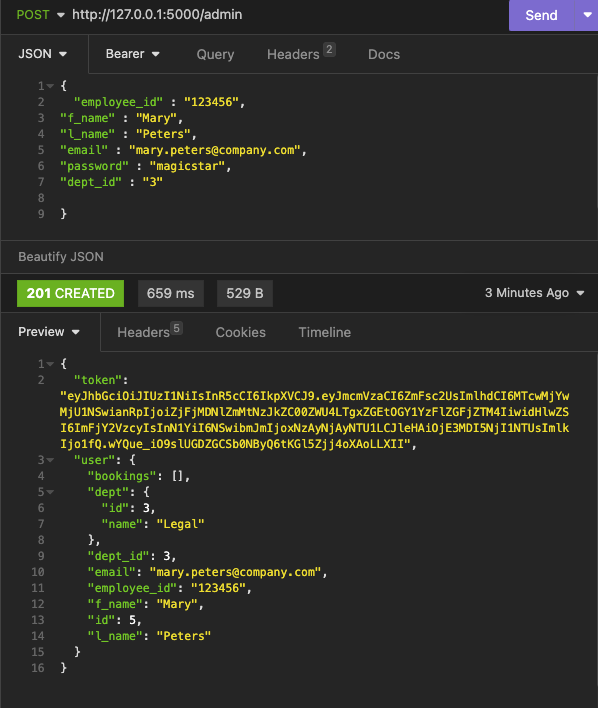 POST http://127.0.0.1:5000/admin Send
JSON Bearer Query Headers 2 Docs
1 {
2 "employee_id" : "123456",
3 "f_name" : "Mary",
4 "l_name" : "Peters",
5 "email" : "mary.peters@company.com",
6 "password" : "magicstar",
7 "dept_id" : "3"
8
9 }
Beautify JSON
201 CREATED 659 ms 529 B 3 Minutes Ago
Preview Headers 5 Cookies Timeline
1 {
2 "token":
"eyJhbGciOiJIUzI1NiIsInR5cCI6IkpXVCJ9.eyJmcmVzaCI6ZmFsc2UsImlhdCI6MTcwMjYw
MjU1NSwianRpIjoiZjFjMDNlZmMtNzJkZC00ZWU4LTgxZGEtOGY1YzFlZGFjZTM4IiwidHlwZS
I6ImFjY2VzcyIsInN1YiI6NSwibmJmIjoxNzAyNjAyNTU1LCJleHAiOjE3MDI5NjI1NTUsImlk
Ijo1fQ.wYQue_iO9slUGDZGCSb0NByQ6tKGl5Zjj4oXAoLLXII",
3 "user": {
4 "bookings": [],
5 "dept": {
6 "id": 3,
7 "name": "Legal"
8 },
9 "dept_id": 3,
10 "email": "mary.peters@company.com",
11 "employee_id": "123456",
12 "f_name": "Mary",
13 "id": 5,
14 "l_name": "Peters"
15 }
16 }